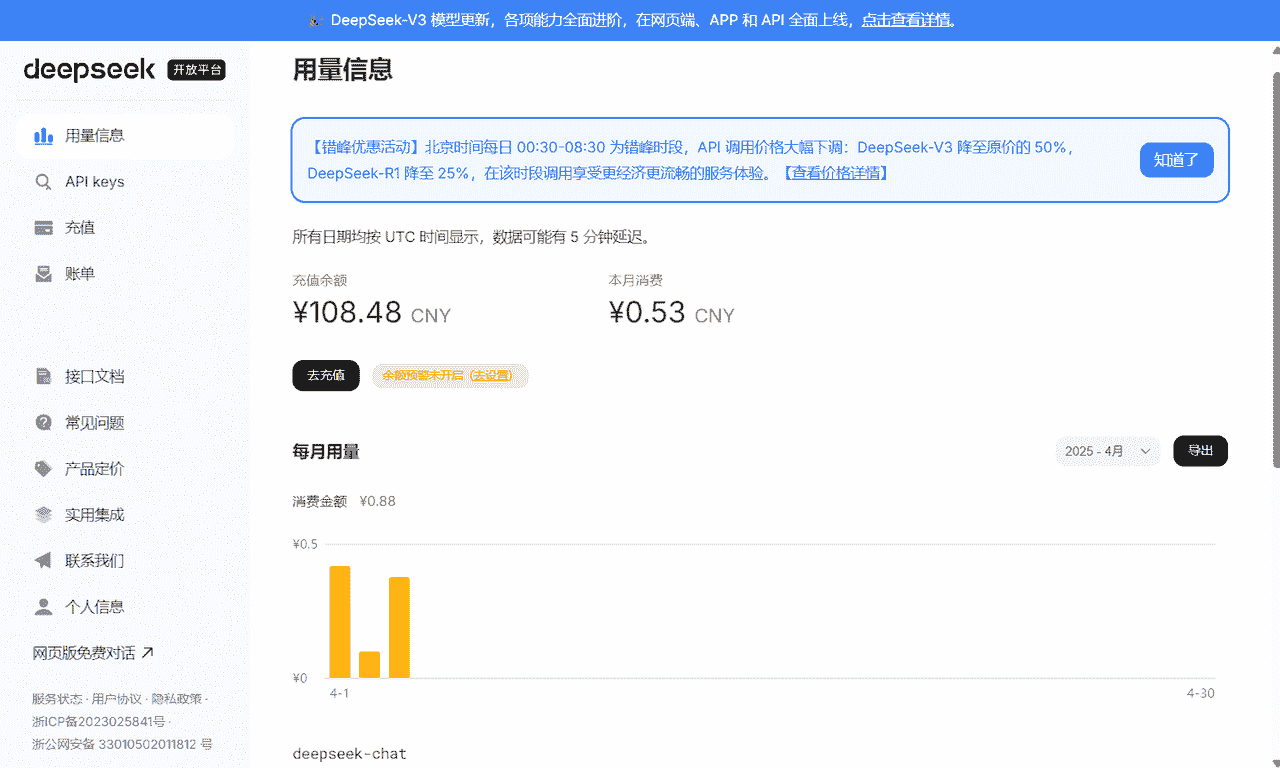 🎉 DeepSeek-V3 模型更新，各项能力全面进阶，在网页端、APP 和 API 全面上线，点击查看详情。
deepseek 开放平台
用量信息
API keys
充值
账单
接口文档
常见问题
产品定价
实用集成
联系我们
个人信息
网页版免费对话 ↗
服务状态 · 用户协议 · 隐私政策 ·
浙ICP备2023025841号 ·
浙公网安备 33010502011812 号
用量信息
【错峰优惠活动】北京时间每日 00:30-08:30 为错峰时段，API 调用价格大幅下调：DeepSeek-V3 降至原价的 50%，
DeepSeek-R1 降至 25%，在该时段调用享受更经济更流畅的服务体验。【查看价格详情】
知道了
所有日期均按 UTC 时间显示，数据可能有 5 分钟延迟。
充值余额
¥108.48 CNY
本月消费
¥0.53 CNY
去充值
余额预警未开启（去设置）
每月用量
2025 - 4月
导出
消费金额 ¥0.88
¥0.5
¥0
4-1
4-30
deepseek-chat